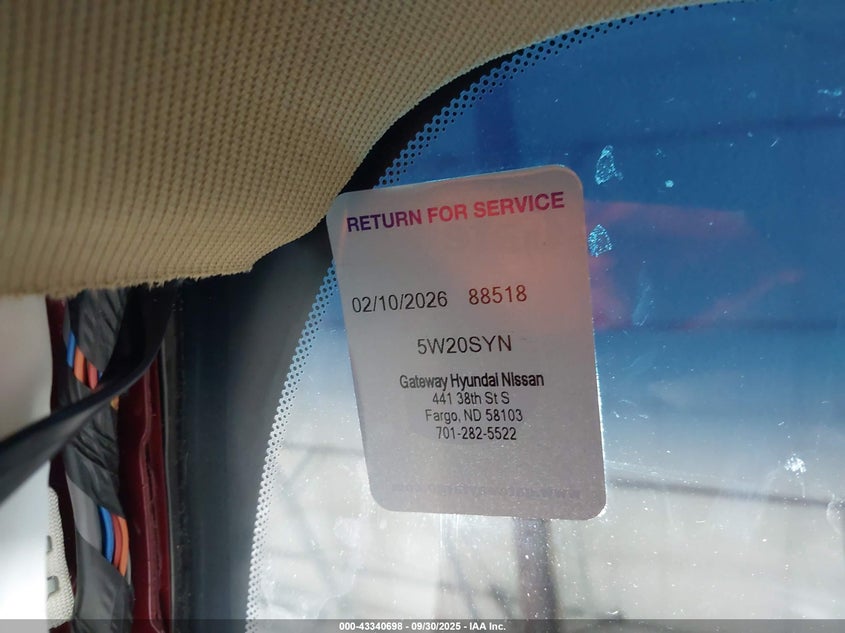 RETURN FOR SERVICE
02/10/2026 88518
5W20SYN
Gateway Hyundai Nissan
441 38th St S
Fargo, ND 58103
701-282-5522
000-43340698 - 09/30/2025 - IAA Inc.